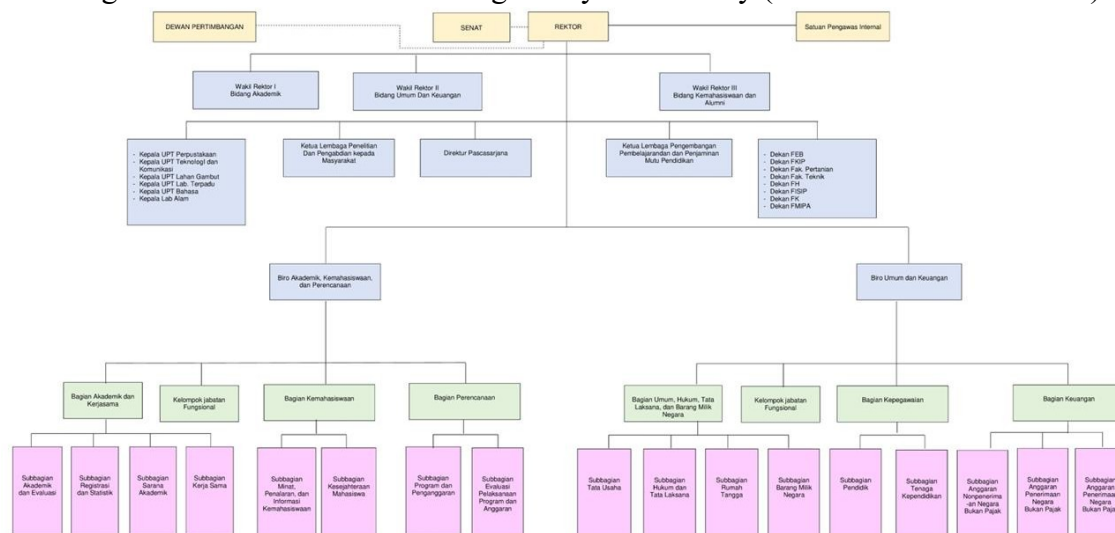 DEWAN PERTIMBANGAN
SENAT
REKTOR
Satuan Pengawas Internal
Wakil Rektor I
Bidang Akademik
Wakil Rektor II
Bidang Umum Dan Keuangan
Wakil Rektor III
Bidang Kemahasiswaan dan
Alumni
- Kepala UPT Perpustakaan
- Kepala UPT Teknologi dan
Komunikasi
- Kepala UPT Lahan Gambut
- Kepala UPT Lab. Terpadu
- Kepala UPT Bahasa
- Kepala Lab Alam
Ketua Lembaga Penelitian
Dan Pengabdian kepada
Masyarakat
Direktur Pascasarjana
Ketua Lembaga Pengembangan
Pembelajarandan dan Penjaminan
Mutu Pendidikan
- Dekan FEB
- Dekan FKIP
- Dekan Fak. Pertanian
- Dekan Fak. Teknik
- Dekan FH
- Dekan FISIP
- Dekan FK
- Dekan FMIPA
Biro Akademik, Kemahasiswaan,
dan Perencanaan
Biro Umum dan Keuangan
Bagian Akademik dan
Kerjasama
Kelompok jabatan
Fungsional
Bagian Kemahasiswaan
Bagian Perencanaan
Bagian Umum, Hukum, Tata
Laksana, dan Barang Milik
Negara
Kelompok jabatan
Fungsional
Bagian Kepegawaian
Bagian Keuangan
Subbagian
Akademik
dan Evaluasi
Subbagian
Registrasi
dan Statistik
Subbagian
Sarana
Akademik
Subbagian
Kerja Sama
Subbagian
Minat,
Penalaran, dan
Informasi
Kemahasiswaan
Subbagian
Kesejahteraan
Mahasiswa
Subbagian
Program dan
Penganggaran
Subbagian
Evaluasi
Pelaksanaan
Program dan
Anggaran
Subbagian
Tata Usaha
Subbagian
Hukum dan
Tata Laksana
Subbagian
Rumah
Tangga
Subbagian
Barang Milik
Negara
Subbagian
Pendidik
Subbagian
Tenaga
Kependidikan
Subbagian
Anggaran
Nonpenerima
-an Negara
Bukan Pajak
Subbagian
Anggaran
Penerimaan
Negara
Bukan Pajak
Subbagian
Anggaran
Penerimaan
Negara
Bukan Pajak